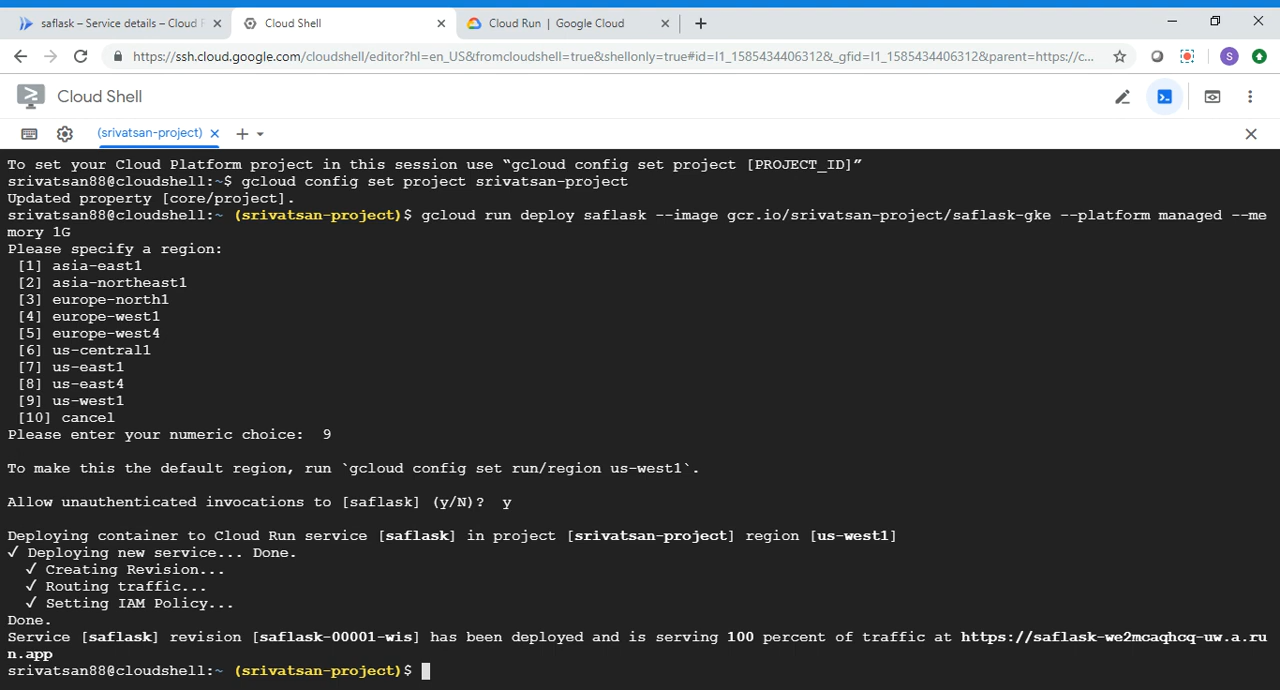 saflask – Service details – Cloud R
Cloud Shell
Cloud Run | Google Cloud
https://ssh.cloud.google.com/cloudshell/editor?hl=en_US&fromcloudshell=true&shellonly=true#id=I1_1585434406312&_gfid=I1_1585434406312&parent=https://c...
S
Cloud Shell
(srivatsan-project)
To set your Cloud Platform project in this session use “gcloud config set project [PROJECT_ID]”
srivatsan88@cloudshell:~$ gcloud config set project srivatsan-project
Updated property [core/project].
srivatsan88@cloudshell:~ (srivatsan-project)$ gcloud run deploy saflask --image gcr.io/srivatsan-project/saflask-gke --platform managed --me
mory 1G
Please specify a region:
[1] asia-east1
[2] asia-northeast1
[3] europe-north1
[4] europe-west1
[5] europe-west4
[6] us-central1
[7] us-east1
[8] us-east4
[9] us-west1
[10] cancel
Please enter your numeric choice:  9
To make this the default region, run `gcloud config set run/region us-west1`.
Allow unauthenticated invocations to [saflask] (y/N)?  y
Deploying container to Cloud Run service [saflask] in project [srivatsan-project] region [us-west1]
✓ Deploying new service... Done.
✓ Creating Revision...
✓ Routing traffic...
✓ Setting IAM Policy...
Done.
Service [saflask] revision [saflask-00001-wis] has been deployed and is serving 100 percent of traffic at https://saflask-we2mcaqhcq-uw.a.ru
n.app
srivatsan88@cloudshell:~ (srivatsan-project)$